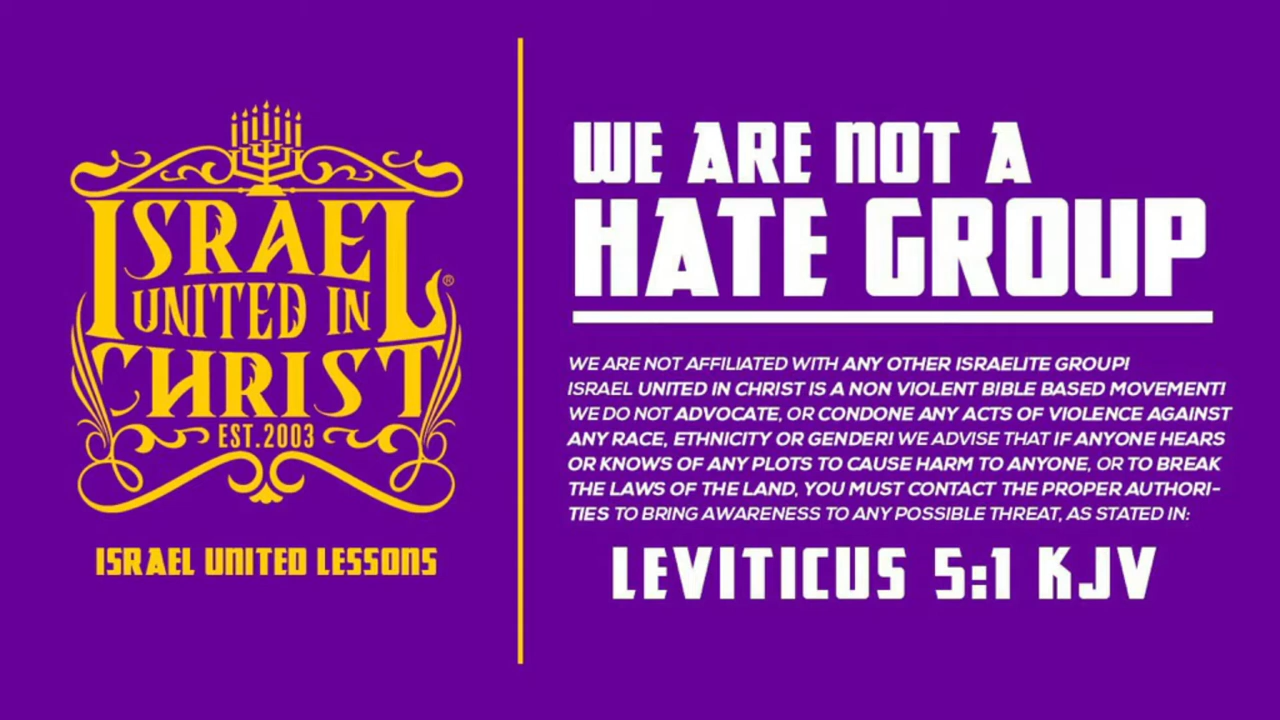 ISRAEL
UNITED IN
CHRIST
®
EST.2003
ISRAEL UNITED LESSONS
WE ARE NOT A
HATE GROUP
WE ARE NOT AFFILIATED WITH ANY OTHER ISRAELITE GROUP!
ISRAEL UNITED IN CHRIST IS A NON VIOLENT BIBLE BASED MOVEMENT!
WE DO NOT ADVOCATE, OR CONDONE ANY ACTS OF VIOLENCE AGAINST
ANY RACE, ETHNICITY OR GENDER! WE ADVISE THAT IF ANYONE HEARS
OR KNOWS OF ANY PLOTS TO CAUSE HARM TO ANYONE, OR TO BREAK
THE LAWS OF THE LAND, YOU MUST CONTACT THE PROPER AUTHORI-
TIES TO BRING AWARENESS TO ANY POSSIBLE THREAT, AS STATED IN:
LEVITICUS 5:1 KJV